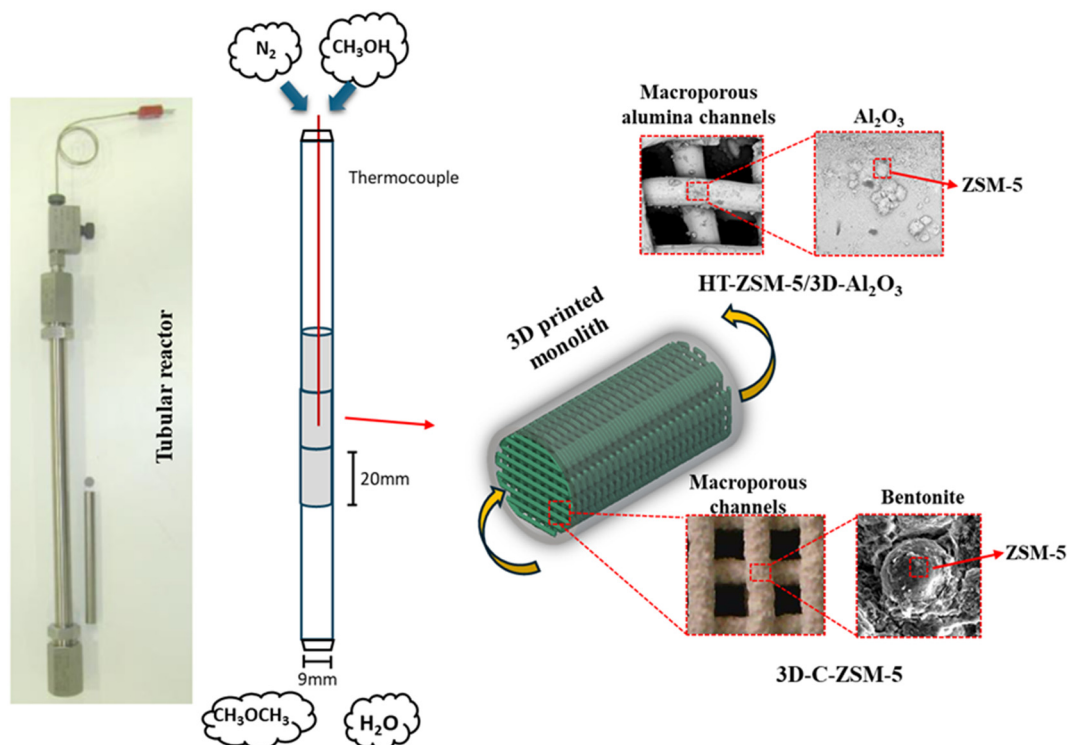 N₂
CH₃OH
Thermocouple
Tubular reactor
20mm
9mm
CH₃OCH₃
H₂O
Macroporous
alumina channels
Al₂O₃
ZSM-5
HT-ZSM-5/3D-Al₂O₃
3D printed
monolith
Macroporous
channels
Bentonite
ZSM-5
3D-C-ZSM-5